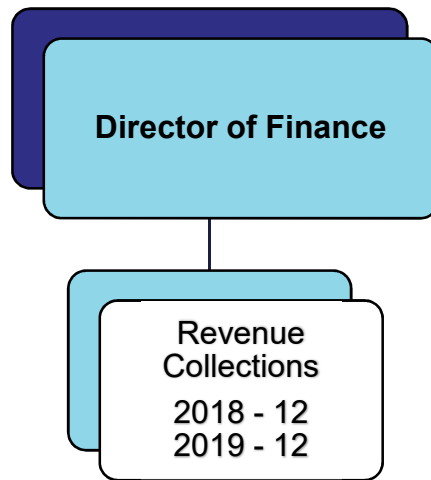 Director of Finance
Revenue
Collections
2018 - 12
2019 - 12